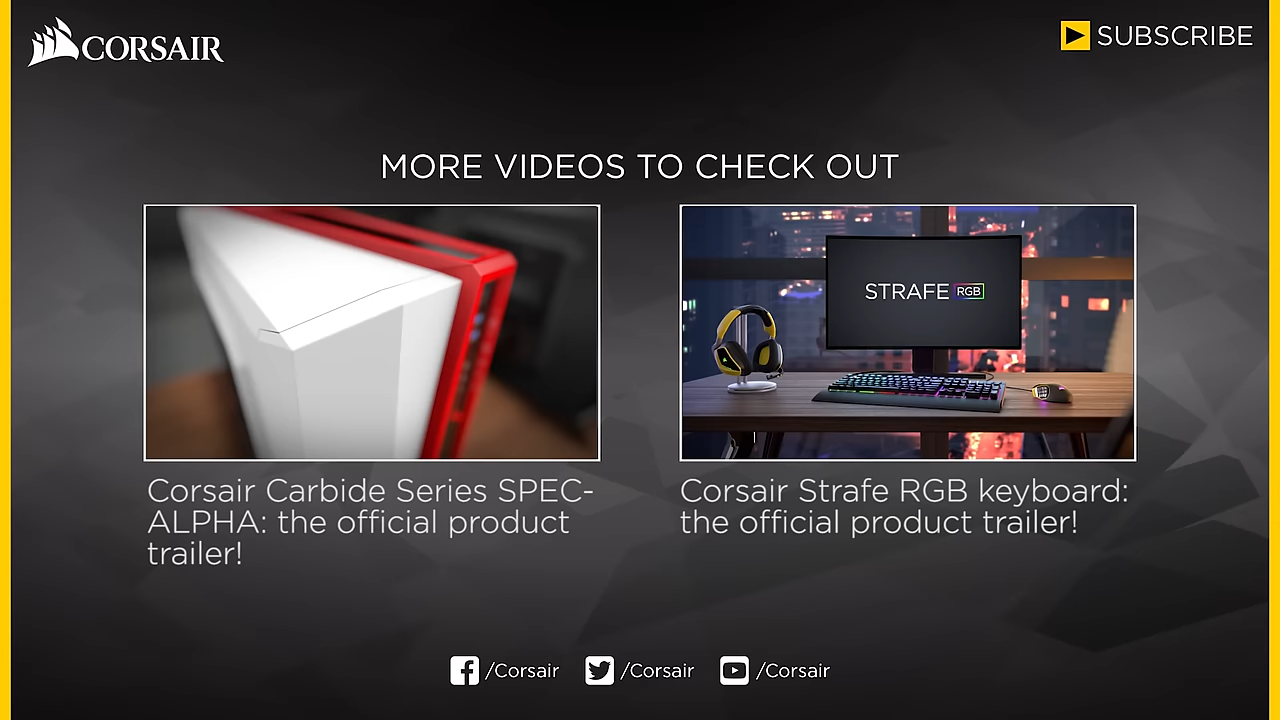 CORSAIR
SUBSCRIBE
MORE VIDEOS TO CHECK OUT
STRAFE RGB
Corsair Carbide Series SPEC-
ALPHA: the official product
trailer!
Corsair Strafe RGB keyboard:
the official product trailer!
/Corsair /Corsair /Corsair